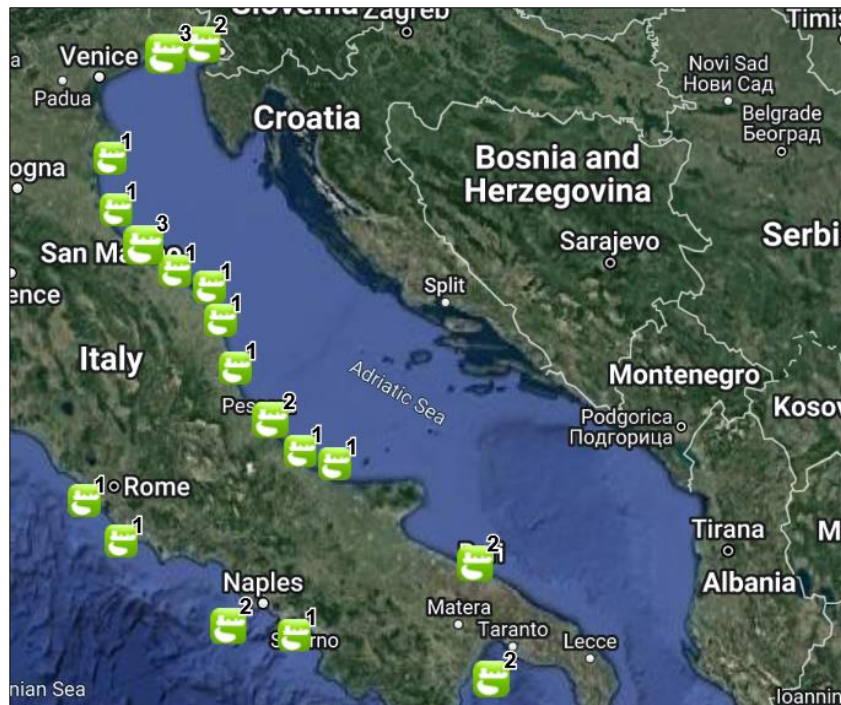 Slovenia
Zagreb
Timis
3
2
Venice
Padua
Novi Sad
Нови Сад
Croatia
Belgrade
Београд
1
ogna
Bosnia and
Herzegovina
1
3
San Marino
1
Sarajevo
Serbi
1
ence
Split
1
Italy
1
Adriatic Sea
Montenegro
Pes
2
Kosov
Podgorica
Подгорица
1
1
1
Rome
1
Tirana
M
2
Bari
Naples
Albania
2
Matera
1
Taranto
Lecce
Salerno
2
nian Sea
Ioannin